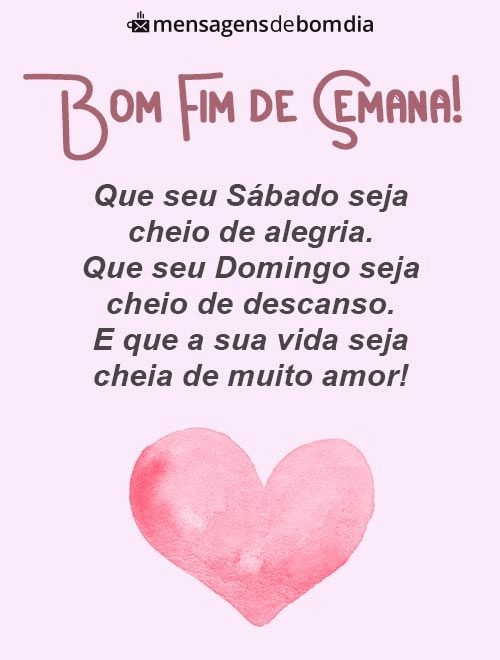 mensagensdebomdia
Bom Fim de Semana!
Que seu Sábado seja
cheio de alegria.
Que seu Domingo seja
cheio de descanso.
E que a sua vida seja
cheia de muito amor!